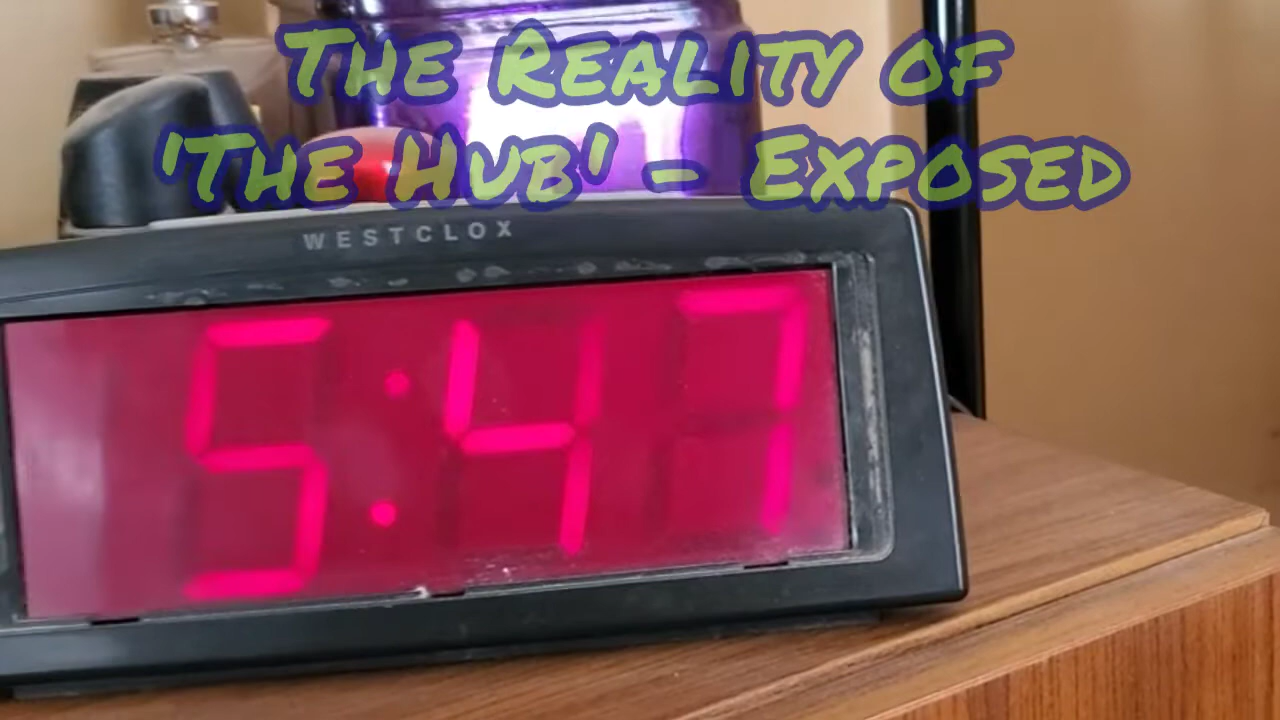 The Reality of
'The Hub' - Exposed
WESTCLOX
5:47